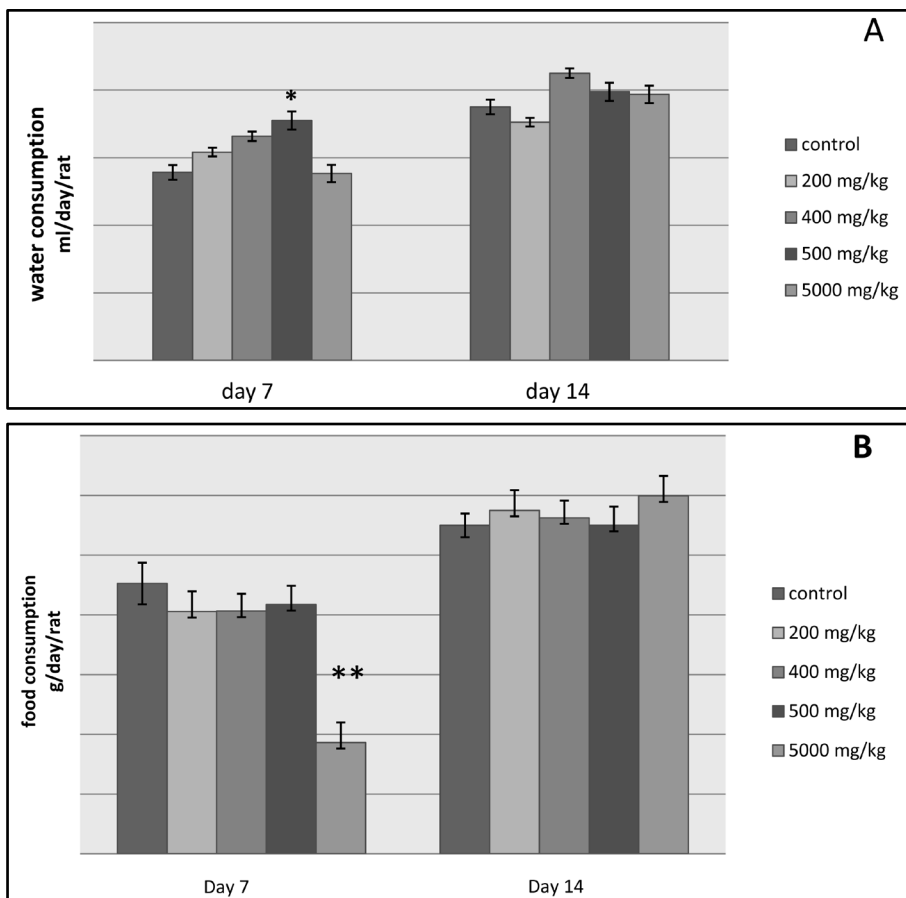 A
*
water consumption
ml/day/rat
control
200 mg/kg
400 mg/kg
500 mg/kg
5000 mg/kg
day 7
day 14
B
**
food consumption
g/day/rat
control
200 mg/kg
400 mg/kg
500 mg/kg
5000 mg/kg
Day 7
Day 14